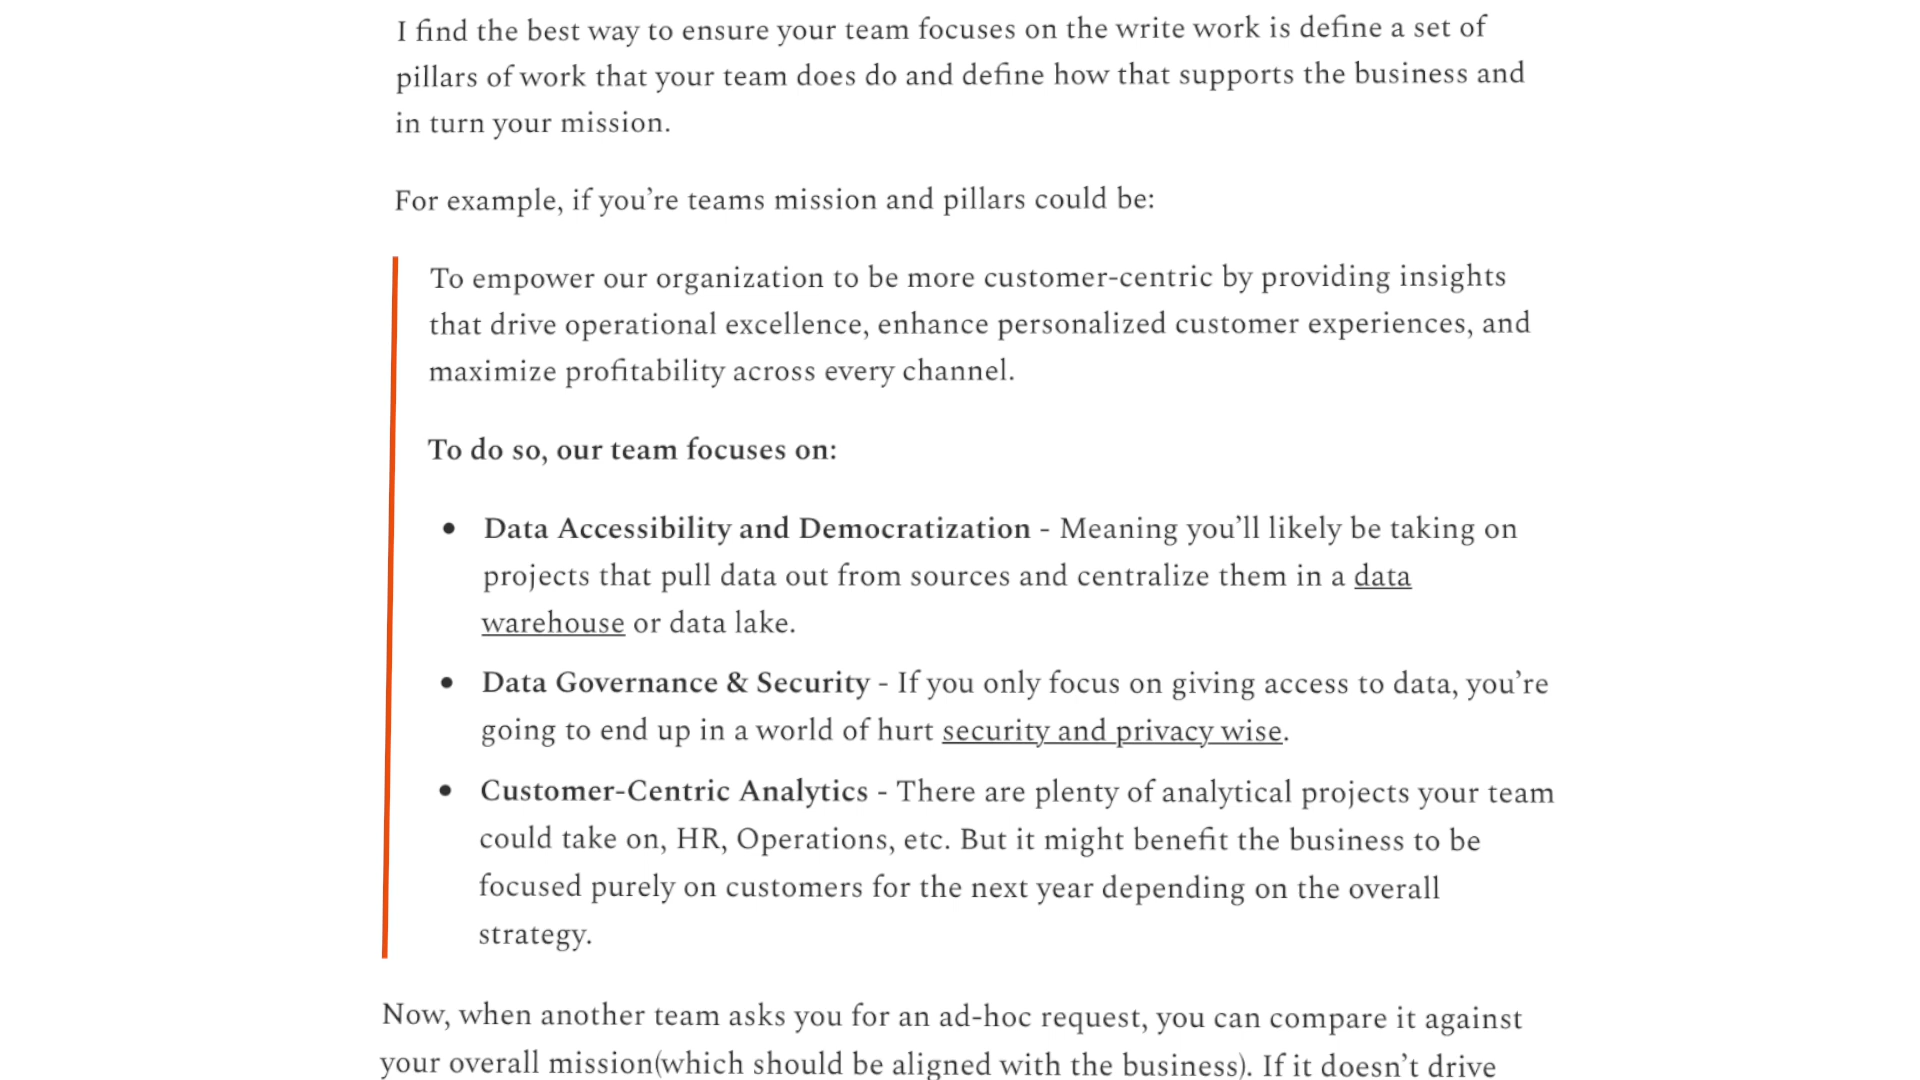 I find the best way to ensure your team focuses on the write work is define a set of
pillars of work that your team does do and define how that supports the business and
in turn your mission.
For example, if you’re teams mission and pillars could be:
To empower our organization to be more customer-centric by providing insights
that drive operational excellence, enhance personalized customer experiences, and
maximize profitability across every channel.
To do so, our team focuses on:
• Data Accessibility and Democratization - Meaning you’ll likely be taking on
projects that pull data out from sources and centralize them in a data
warehouse or data lake.
• Data Governance & Security - If you only focus on giving access to data, you’re
going to end up in a world of hurt security and privacy wise.
• Customer-Centric Analytics - There are plenty of analytical projects your team
could take on, HR, Operations, etc. But it might benefit the business to be
focused purely on customers for the next year depending on the overall
strategy.
Now, when another team asks you for an ad-hoc request, you can compare it against
your overall mission(which should be aligned with the business). If it doesn’t drive